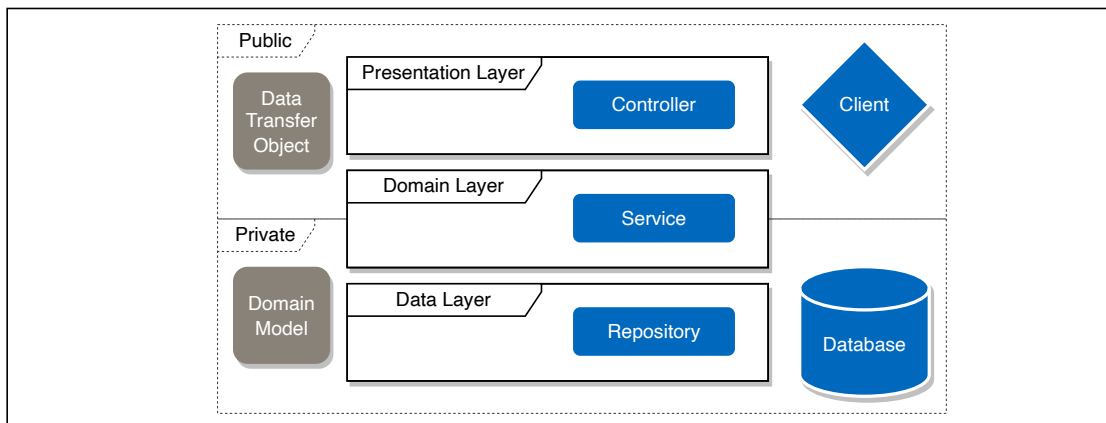 Public
Presentation Layer
Controller
Client
Data
Transfer
Object
Domain Layer
Service
Private
Domain
Model
Data Layer
Repository
Database